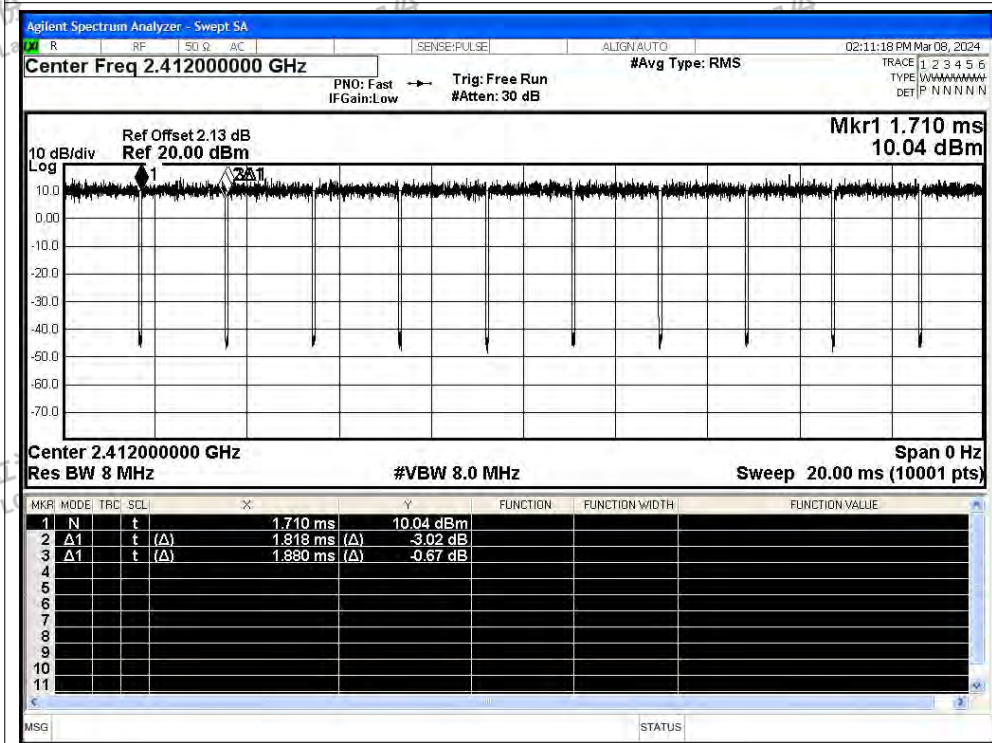 Agilent Spectrum Analyzer - Swept SA
R RF 50 Ω AC SENSE:PULSE ALIGN AUTO 02:11:18 PM Mar 08, 2024
Center Freq 2.412000000 GHz #Avg Type: RMS TRACE 1 2 3 4 5 6
PNO: Fast Trig: Free Run TYPE WWWWWW
IFGain:Low #Atten: 30 dB DET P N N N N N
Mkr1 1.710 ms
Ref Offset 2.13 dB
10 dB/div Ref 20.00 dBm 10.04 dBm
Log
1 2Δ1
10.0
0.00
-10.0
-20.0
-30.0
-40.0
-50.0
-60.0
-70.0
Center 2.412000000 GHz Span 0 Hz
Res BW 8 MHz #VBW 8.0 MHz Sweep 20.00 ms (10001 pts)
MKR MODE TRC SCL X Y FUNCTION FUNCTION WIDTH FUNCTION VALUE
1 N t 1.710 ms 10.04 dBm
2 Δ1 t (Δ) 1.818 ms (Δ) -3.02 dB
3 Δ1 t (Δ) 1.880 ms (Δ) -0.67 dB
4
5
6
7
8
9
10
11
MSG STATUS